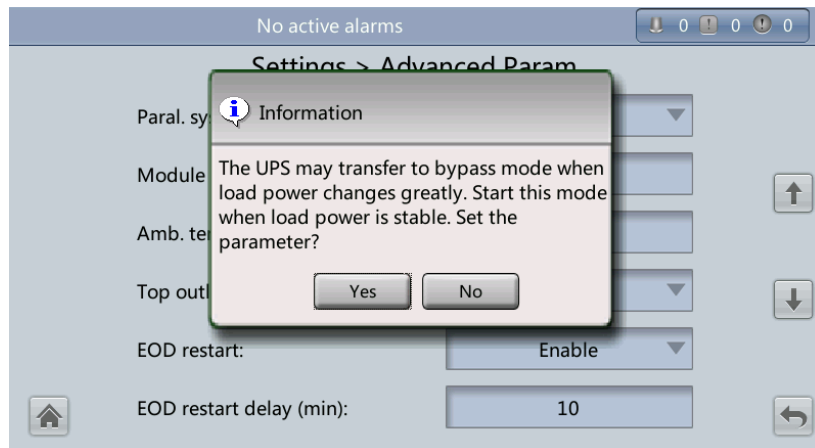 No active alarms
0 0 0
Settings > Advanced Param
Information
Paral. sy
The UPS may transfer to bypass mode when
load power changes greatly. Start this mode
when load power is stable. Set the
parameter?
Module
Amb. te
Top outl
Yes No
EOD restart: Enable
EOD restart delay (min): 10